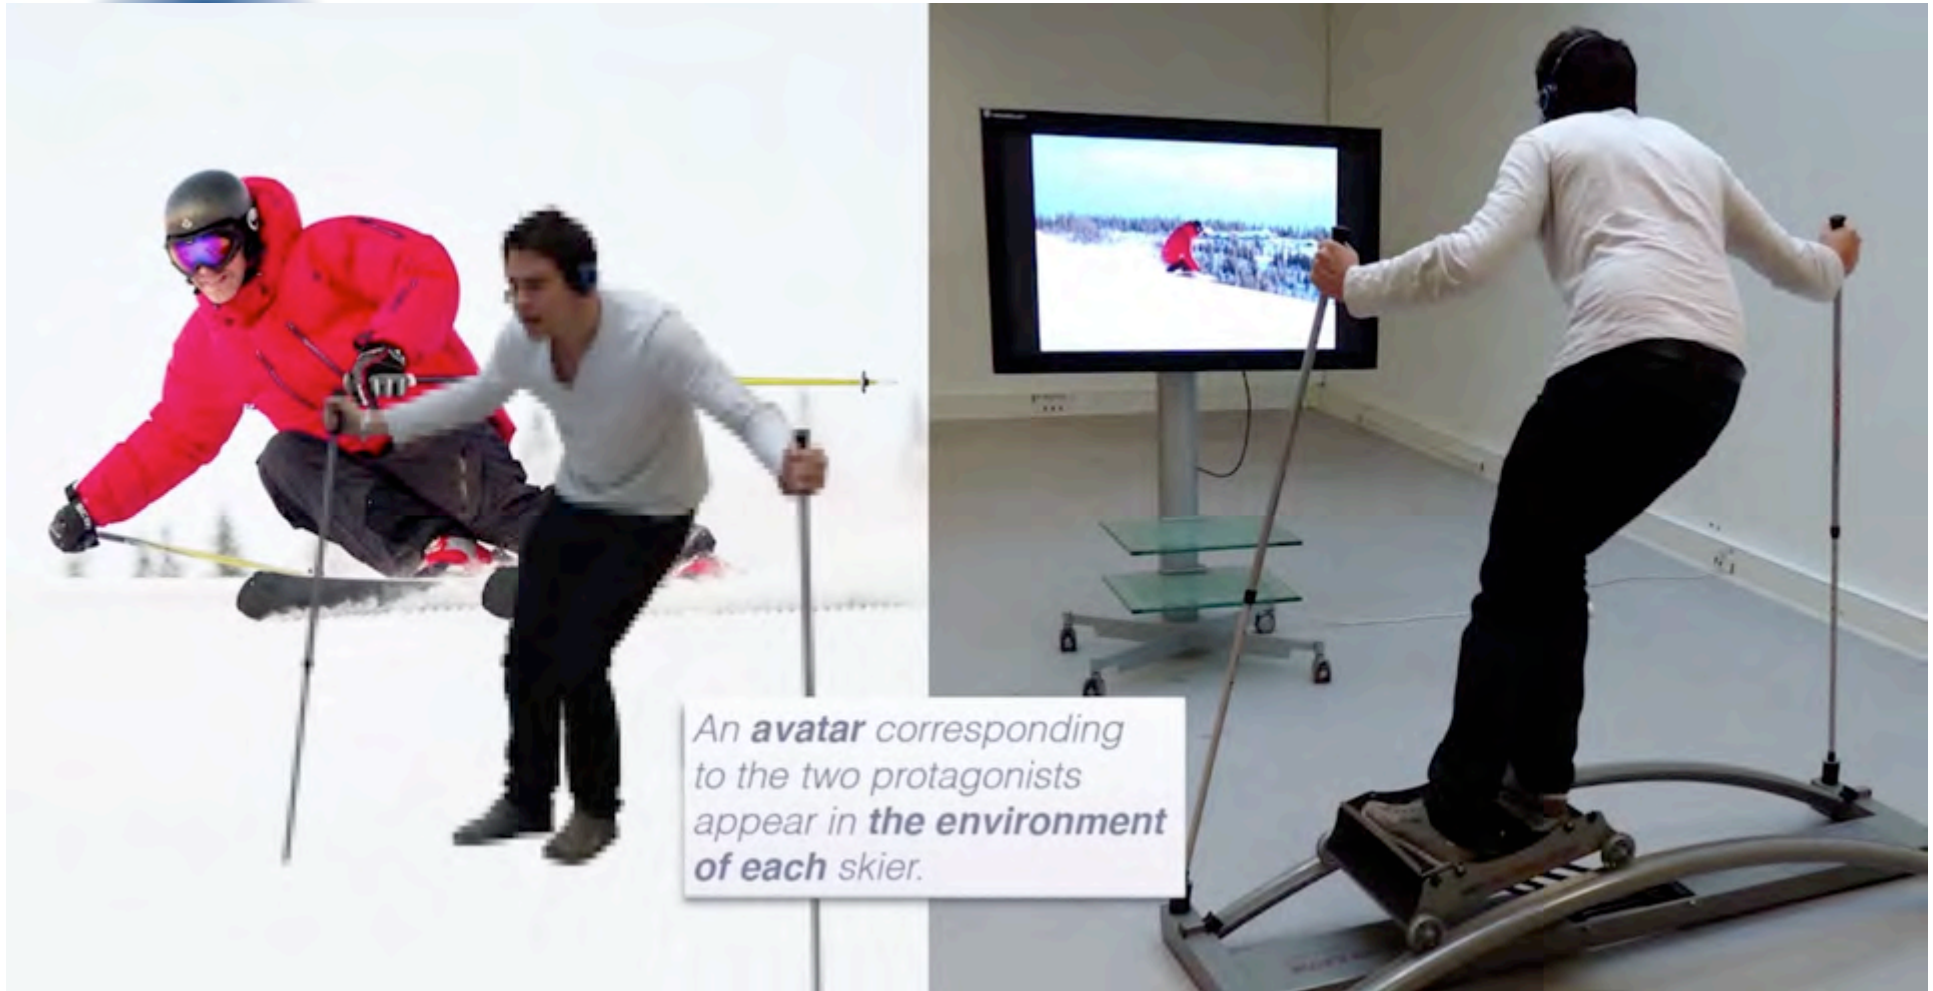 An avatar corresponding
to the two protagonists
appear in the environment
of each skier.